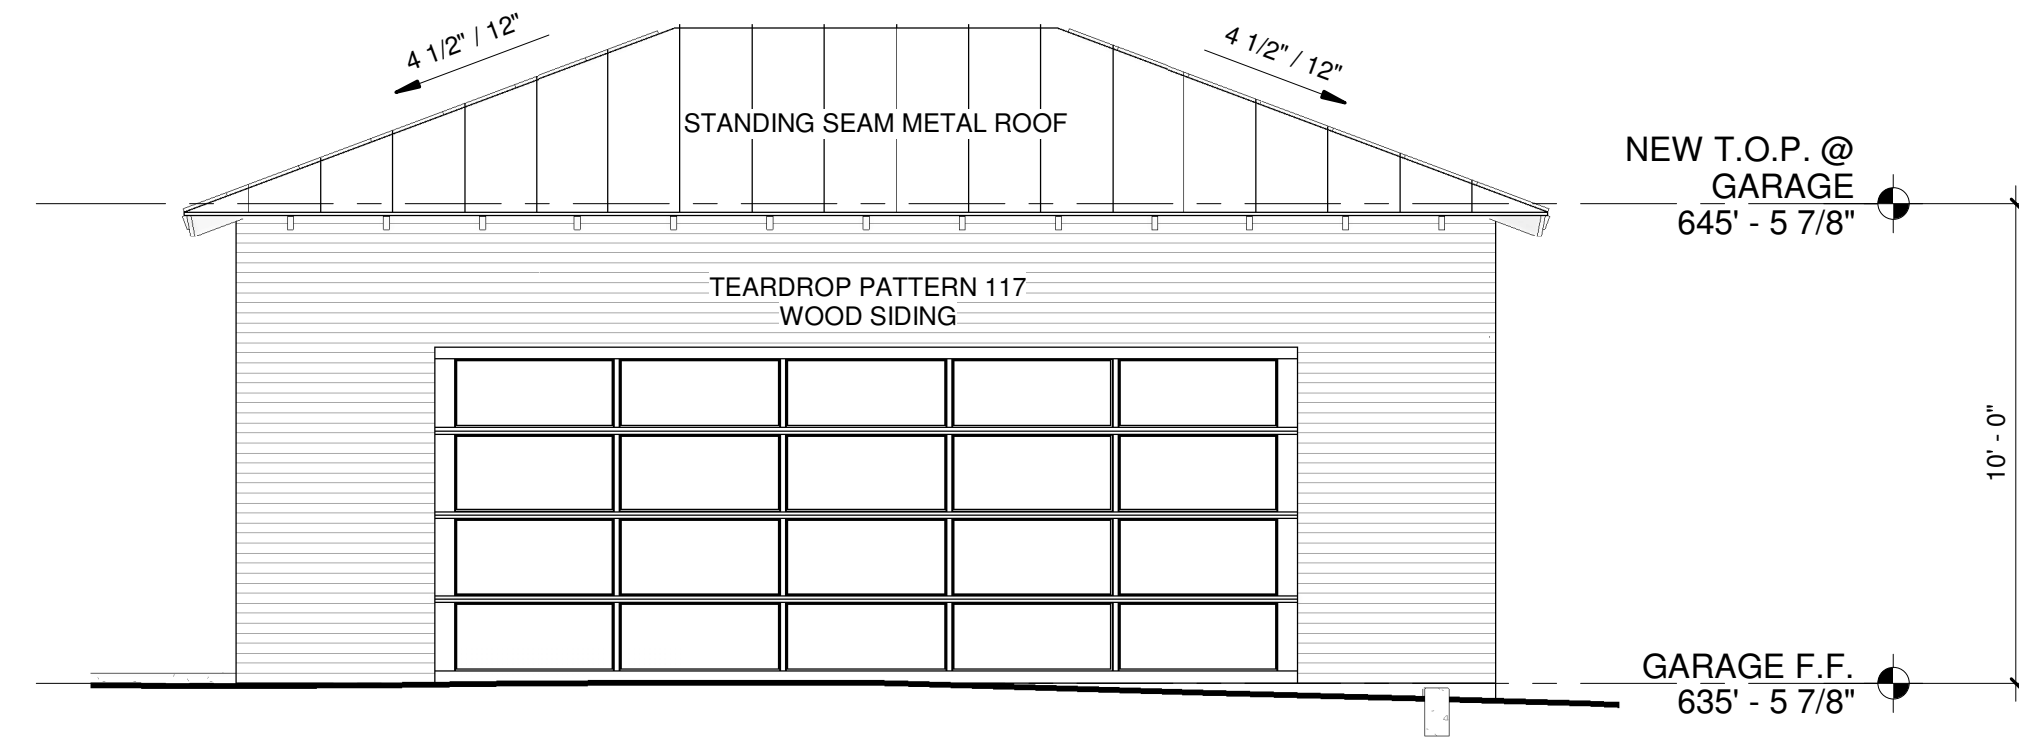 4 1/2" / 12"
4 1/2" / 12"
STANDING SEAM METAL ROOF
NEW T.O.P. @
GARAGE
645' - 5 7/8"
TEARDROP PATTERN 117
WOOD SIDING
10' - 0"
GARAGE F.F.
635' - 5 7/8"